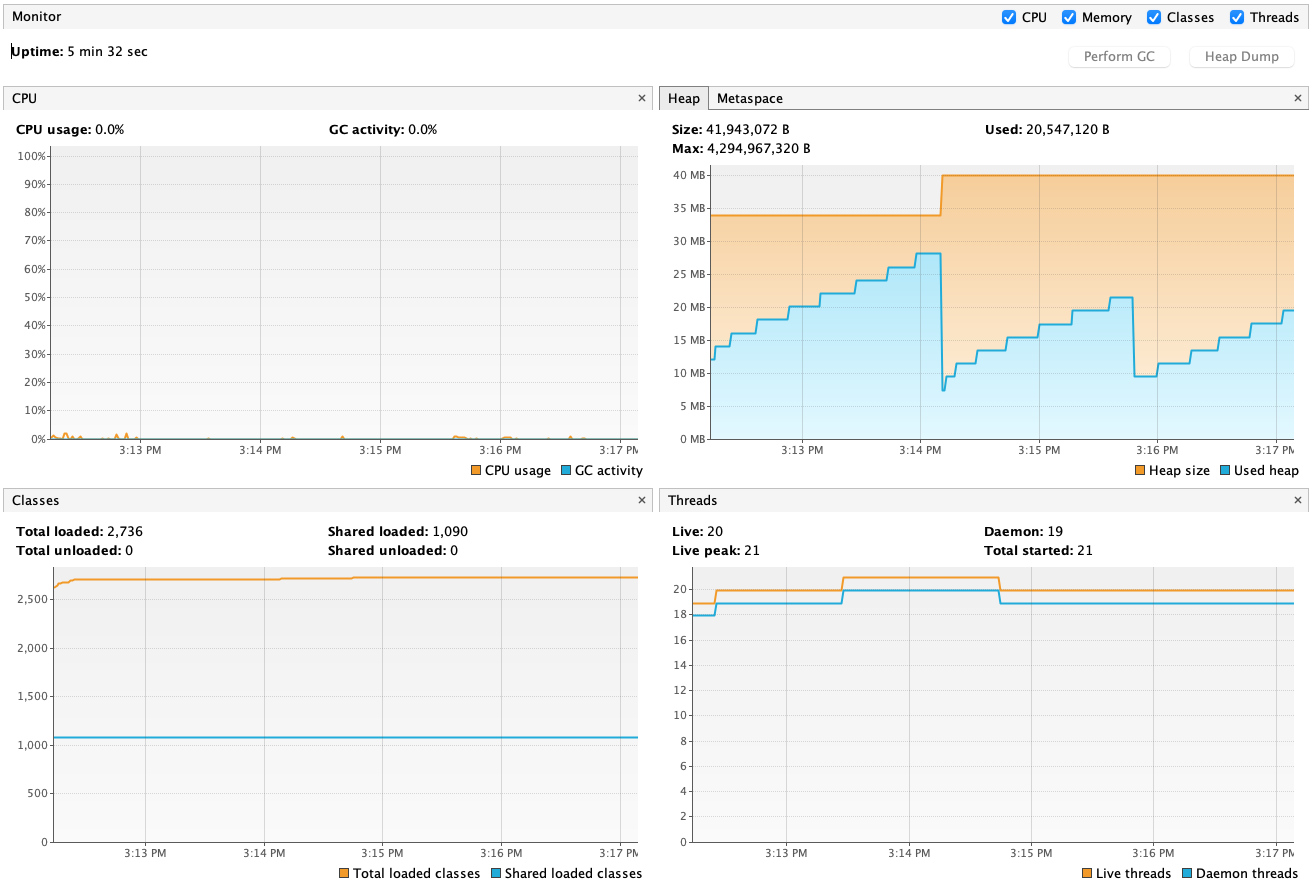 Monitor
CPU Memory Classes Threads
Uptime: 5 min 32 sec
Perform GC Heap Dump
CPU ×
CPU usage: 0.0% GC activity: 0.0%
100%
90%
80%
70%
60%
50%
40%
30%
20%
10%
0%
3:13 PM 3:14 PM 3:15 PM 3:16 PM 3:17 PM
CPU usage GC activity
Heap Metaspace ×
Size: 41,943,072 B Used: 20,547,120 B
Max: 4,294,967,320 B
40 MB
35 MB
30 MB
25 MB
20 MB
15 MB
10 MB
5 MB
0 MB
3:13 PM 3:14 PM 3:15 PM 3:16 PM 3:17 PM
Heap size Used heap
Classes ×
Total loaded: 2,736 Shared loaded: 1,090
Total unloaded: 0 Shared unloaded: 0
2,500
2,000
1,500
1,000
500
0
3:13 PM 3:14 PM 3:15 PM 3:16 PM 3:17 PM
Total loaded classes Shared loaded classes
Threads ×
Live: 20 Daemon: 19
Live peak: 21 Total started: 21
20
18
16
14
12
10
8
6
4
2
0
3:13 PM 3:14 PM 3:15 PM 3:16 PM 3:17 PM
Live threads Daemon threads